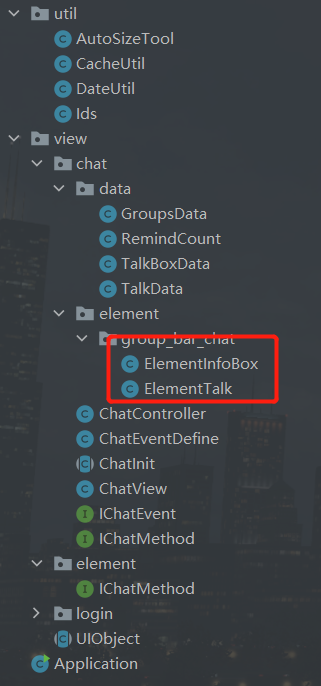 util
AutoSizeTool
CacheUtil
DateUtil
Ids
view
chat
data
GroupsData
RemindCount
TalkBoxData
TalkData
element
group_bar_chat
ElementInfoBox
ElementTalk
ChatController
ChatEventDefine
ChatInit
ChatView
IChatEvent
IChatMethod
element
IChatMethod
login
UIObject
Application